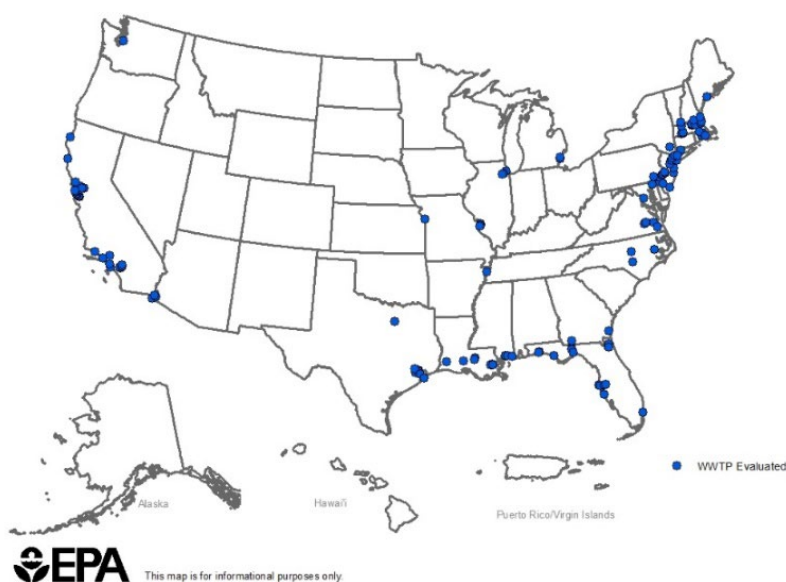 WWTP Evaluated
Alaska
Hawai'i
Puerto Rico/Virgin Islands
EPA
This map is for informational purposes only.